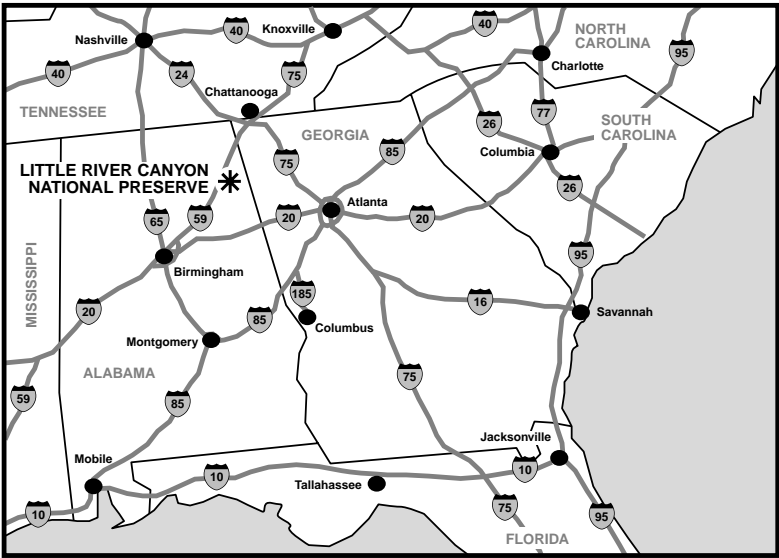 Nashville
40
Knoxville
40
NORTH
CAROLINA
95
40
24
75
Charlotte
Chattanooga
TENNESSEE
77
26
SOUTH
CAROLINA
GEORGIA
85
75
Columbia
LITTLE RIVER CANYON
NATIONAL PRESERVE
26
Atlanta
65
59
20
20
95
MISSISSIPPI
Birmingham
185
16
20
85
Columbus
Savannah
Montgomery
ALABAMA
75
59
85
Jacksonville
Mobile
10
10
Tallahassee
75
10
95
FLORIDA